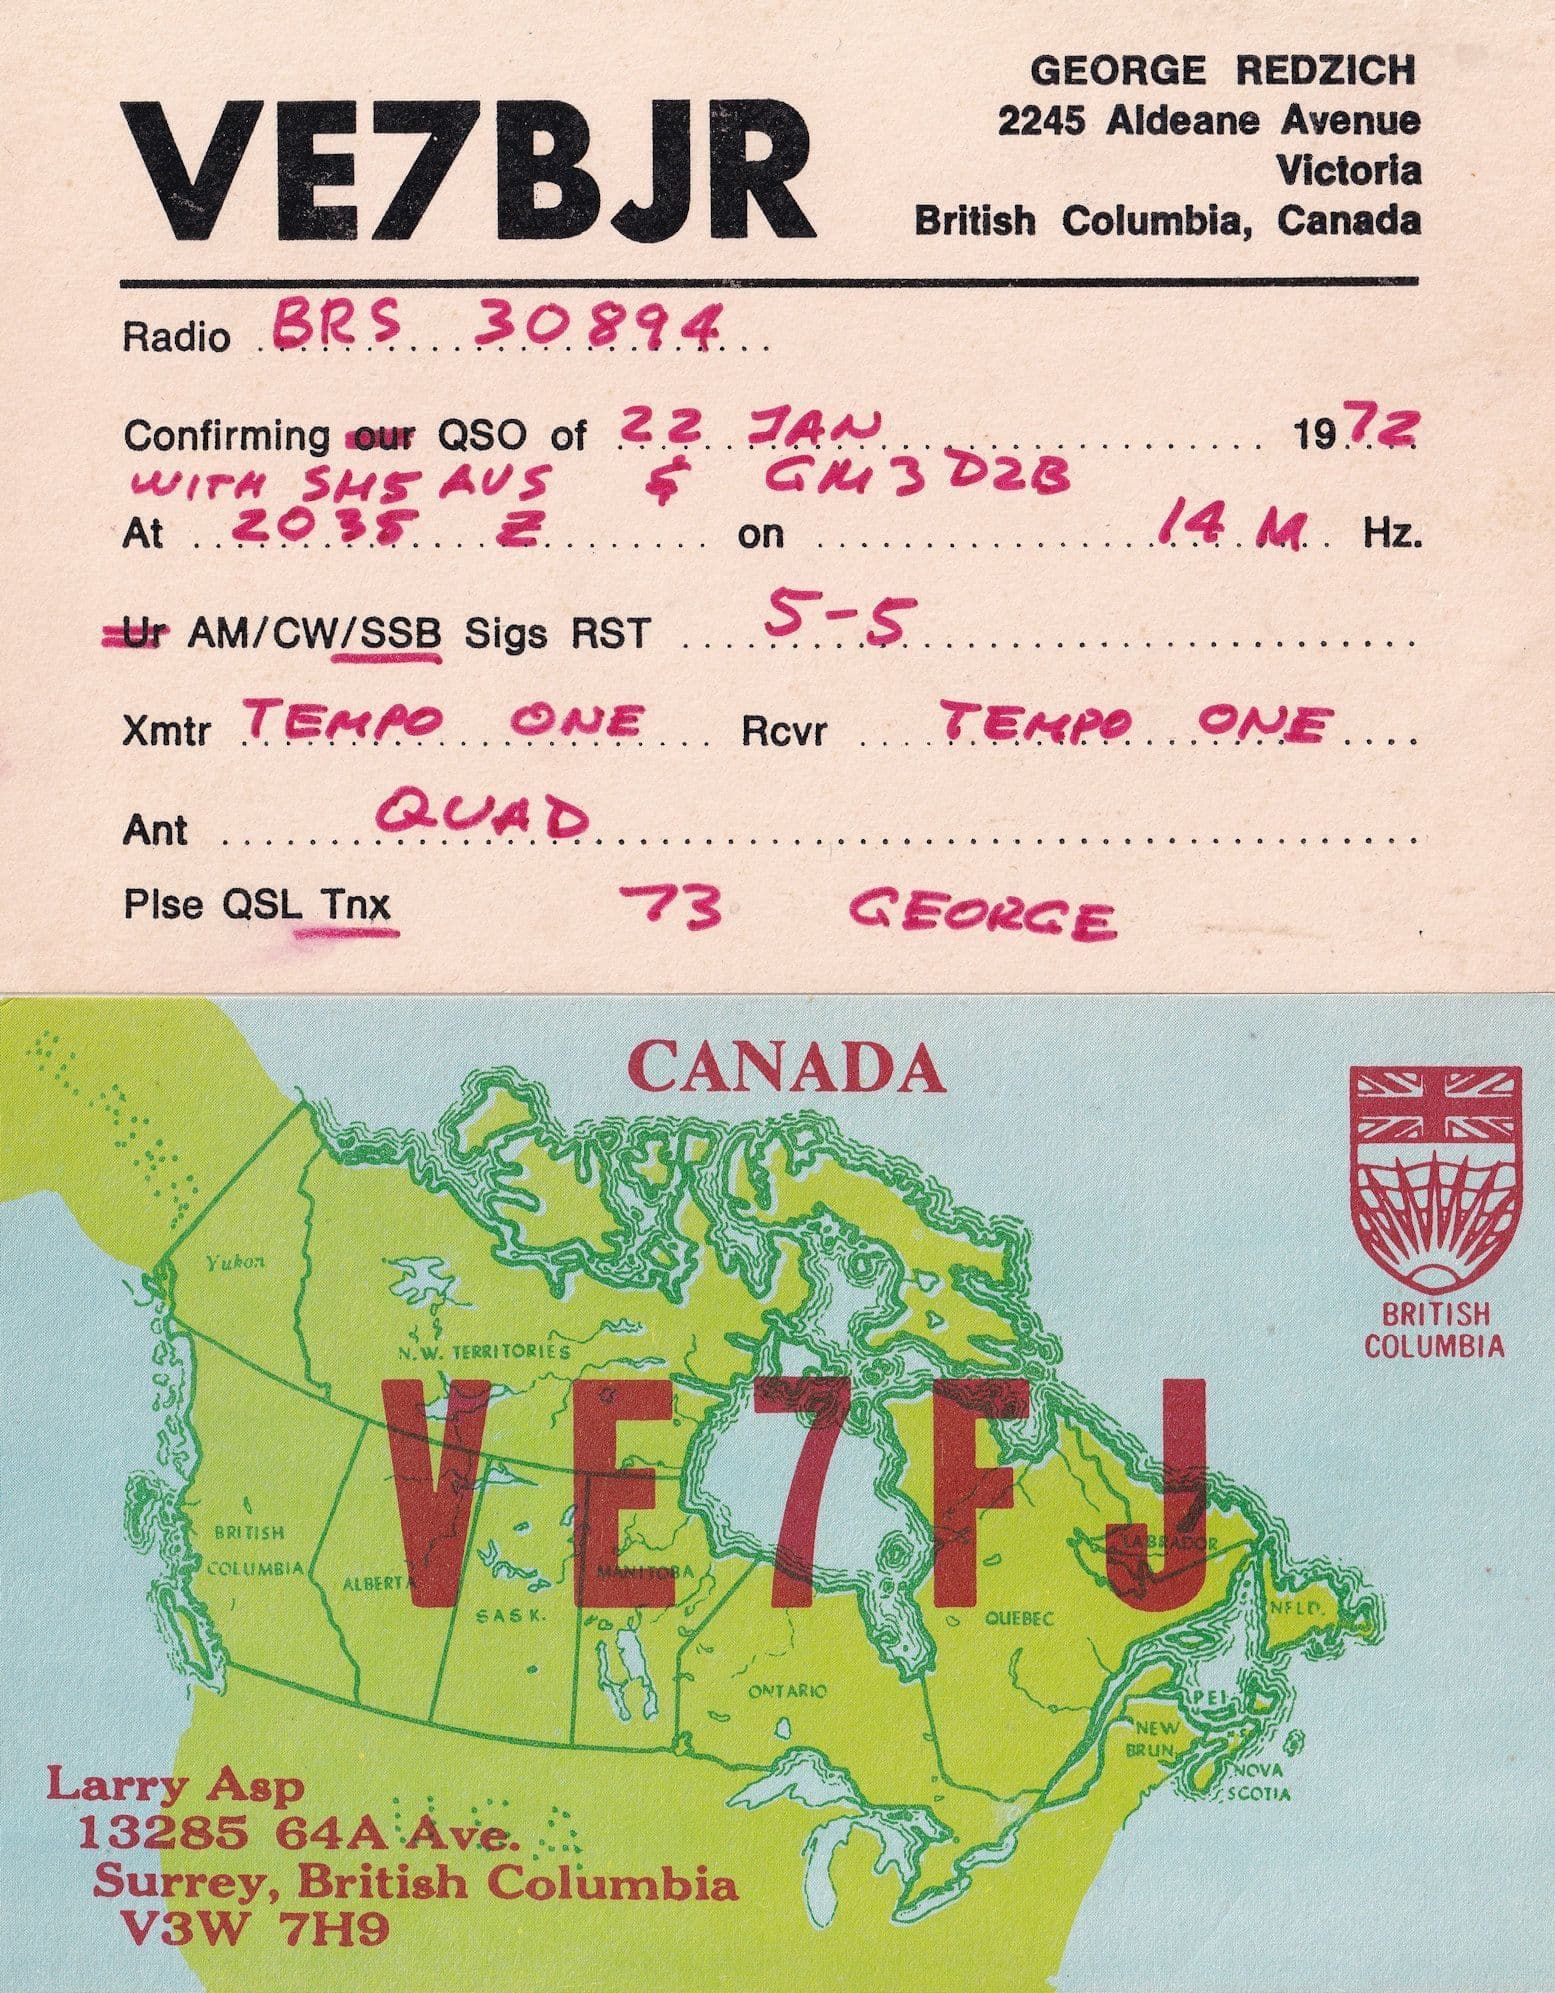 GEORGE REDZICH
VE7BJR
2245 Aldeane Avenue
Victoria
British Columbia, Canada
Radio BRS 30894
Confirming our QSO of 22 JAN 1972
WITH SM5AUS & GM3DZB
At 2035 Z on 14 M Hz.
Ur AM/CW/SSB Sigs RST 5-5
Xmtr TEMPO ONE Rcvr TEMPO ONE
Ant QUAD
Plse QSL Tnx 73 GEORGE
CANADA
BRITISH
COLUMBIA
Yukon
N.W. TERRITORIES
VE7FJ
BRITISH
COLUMBIA
ALBERTA
SASK.
MANITOBA
ONTARIO
QUEBEC
LABRADOR
NFLD.
PEI
NEW
BRUN.
NOVA
SCOTIA
Larry Asp
13285 64A Ave.
Surrey, British Columbia
V3W 7H9